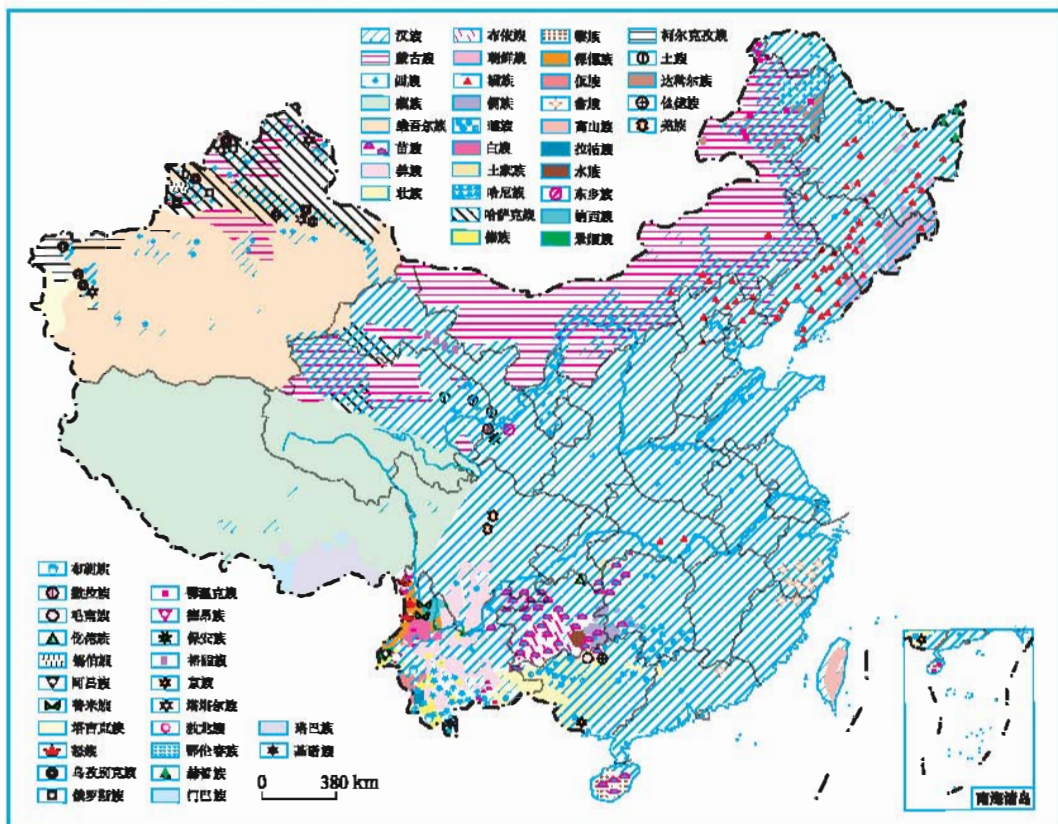 汉族
蒙古族
回族
藏族
维吾尔族
苗族
彝族
壮族
布依族
朝鲜族
满族
侗族
瑶族
白族
土家族
哈尼族
哈萨克族
傣族
黎族
傈僳族
佤族
畲族
高山族
拉祜族
水族
东乡族
纳西族
景颇族
柯尔克孜族
土族
达斡尔族
仫佬族
羌族
布朗族
撒拉族
毛南族
仡佬族
锡伯族
阿昌族
普米族
塔吉克族
怒族
乌孜别克族
俄罗斯族
鄂温克族
德昂族
保安族
裕固族
京族
塔塔尔族
独龙族
鄂伦春族
赫哲族
门巴族
珞巴族
基诺族
0 380 km
南海诸岛